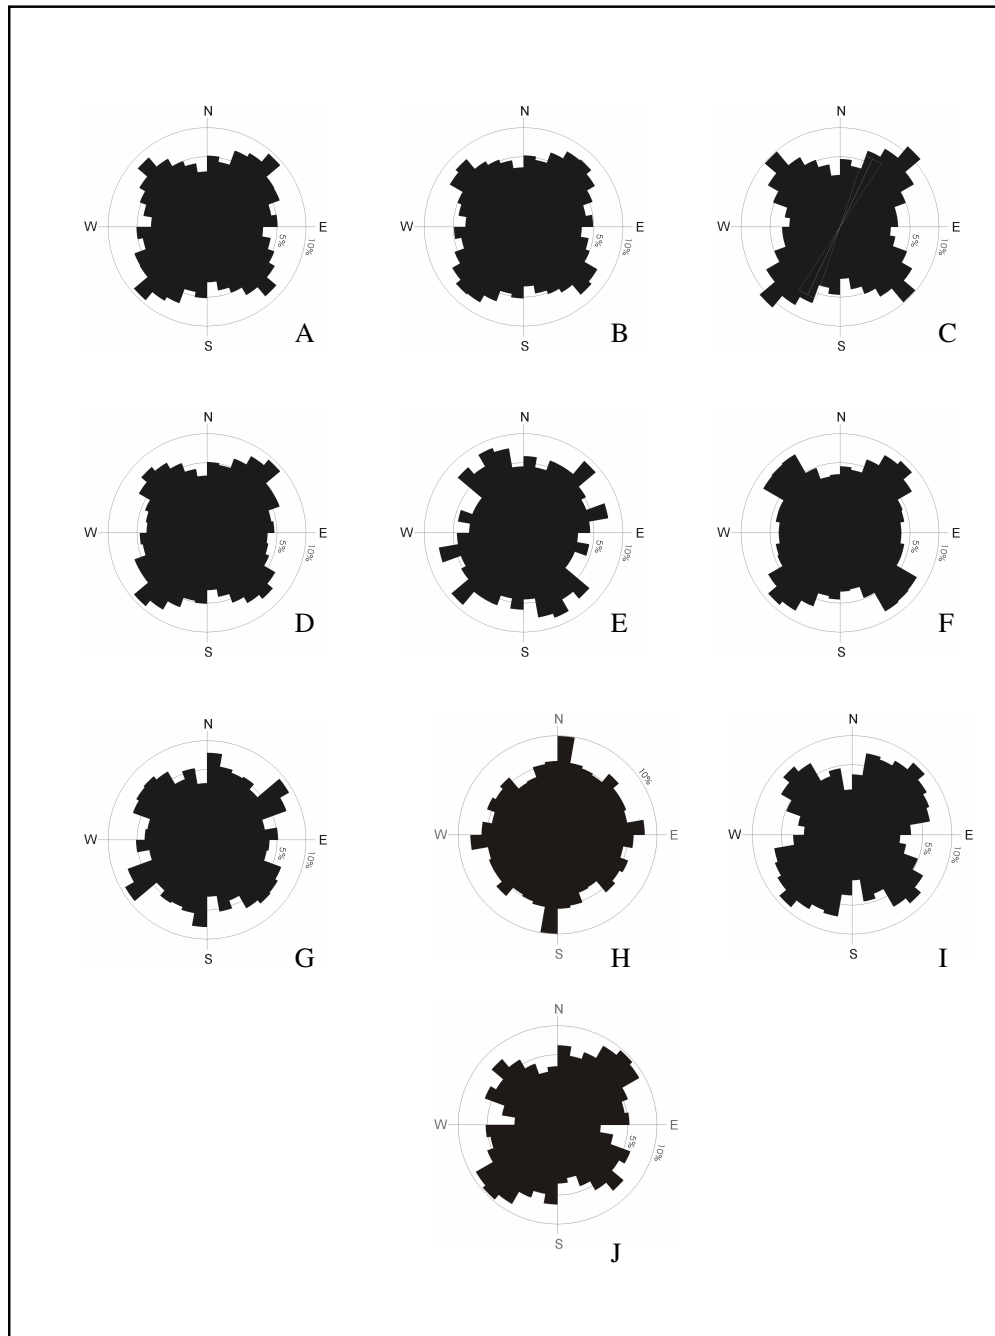 N N N
W E W E W E
5% 10% 5% 10% 5% 10%
S A S B S C
N N N
W E W E W E
5% 10% 5% 10% 5% 10%
S D S E S F
N N N
10%
W E W E W E
5% 10% 5% 10%
S G S H S I
N
W E
5% 10%
S J